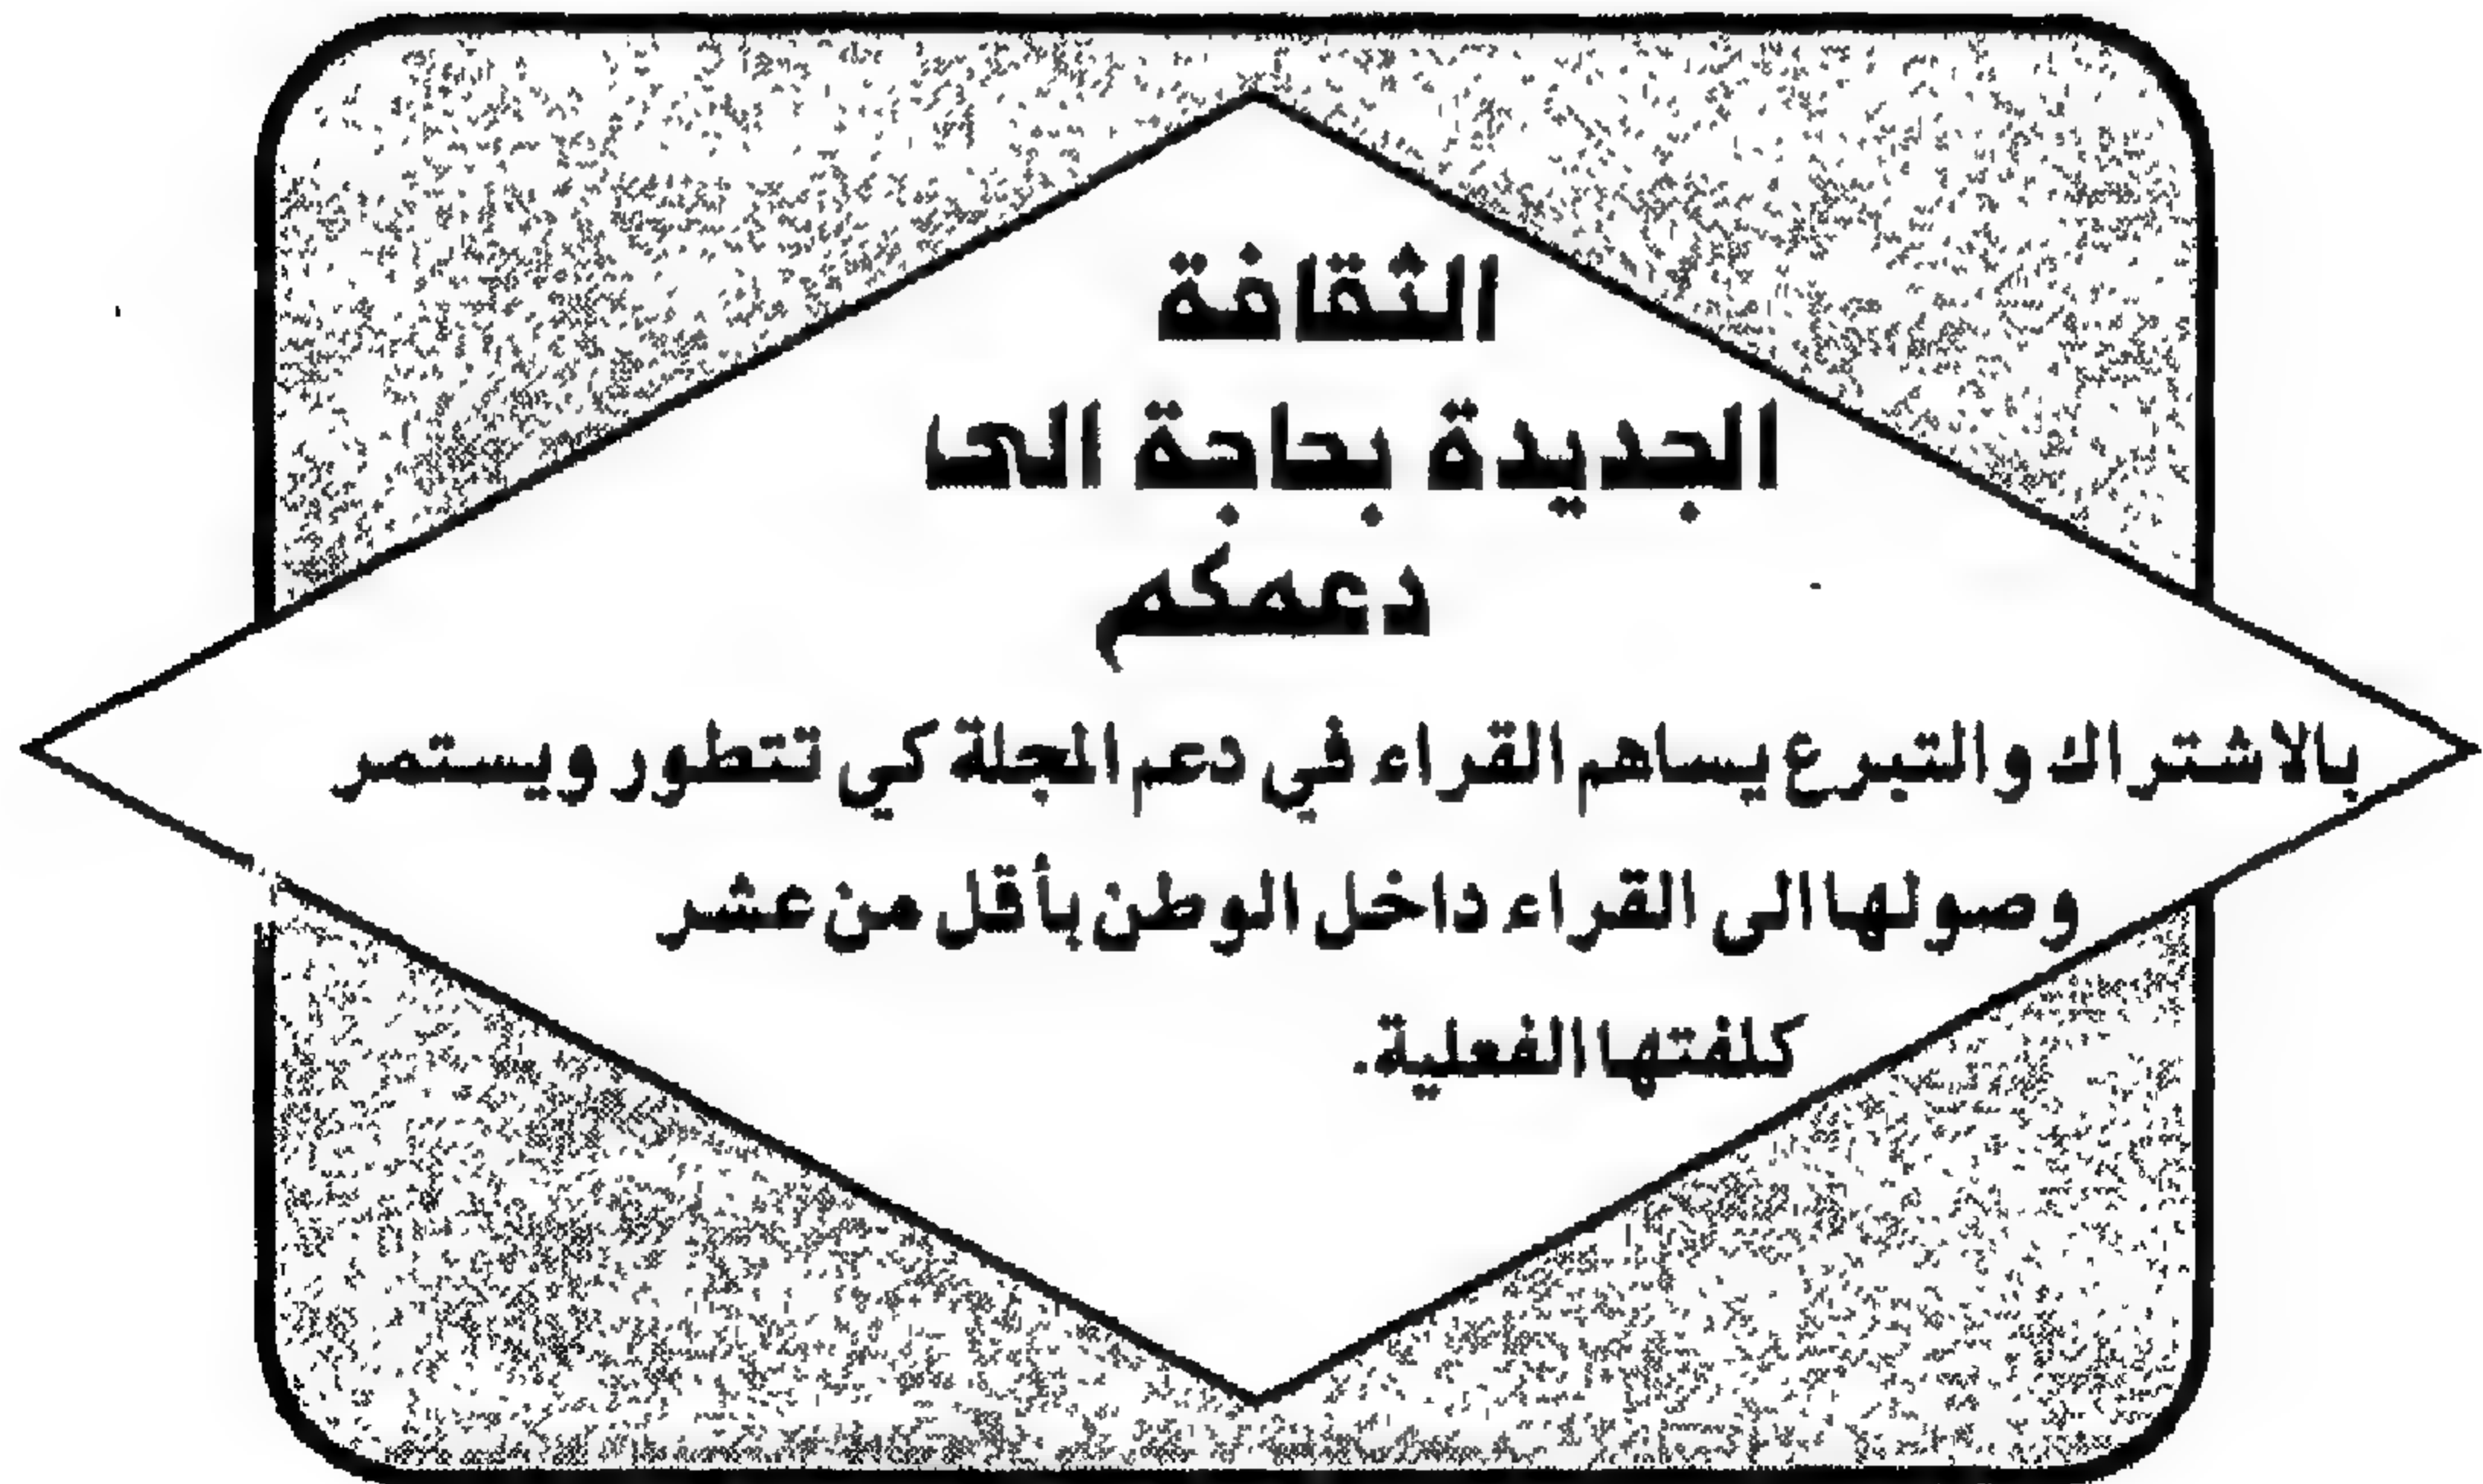 الثقافة
الجديدة بحاجة الى
دعمكم
بالاشتراك والتبرع يساهم القراء في دعم المجلة كي تتطور ويستمر
وصولها الى القراء داخل الوطن بأقل من عشر
كلفتها الفعلية.